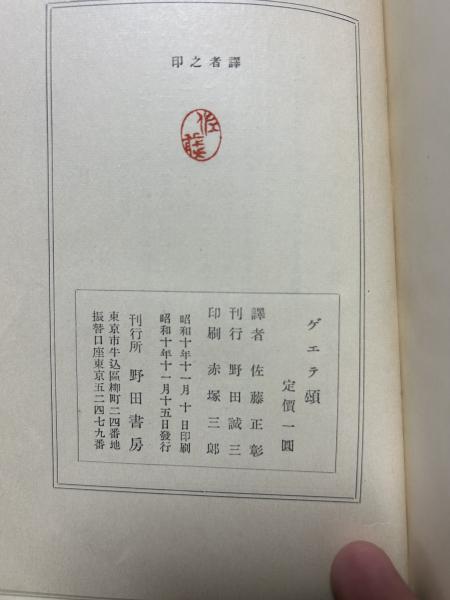 譯者之印
佐藤
ゲエテ頌
定價一圓
譯者 佐藤正彰
刊行 野田誠三
印刷 赤塚三郎
昭和十年十一月十日印刷
昭和十年十一月十五日發行
刊行所 野田書房
東京市牛込區柳町二四番地
振替口座東京五二四七九番